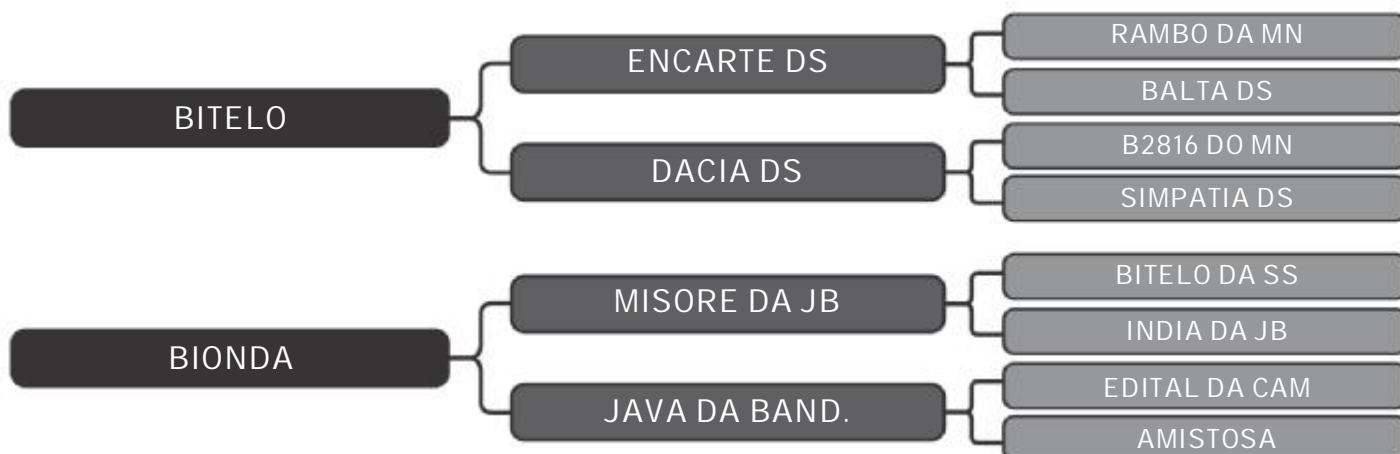 BITELO
ENCARTE DS
RAMBO DA MN
BALTA DS
DACIA DS
B2816 DO MN
SIMPATIA DS
BIONDA
MISORE DA JB
BITELO DA SS
INDIA DA JB
JAVA DA BAND.
EDITAL DA CAM
AMISTOSA